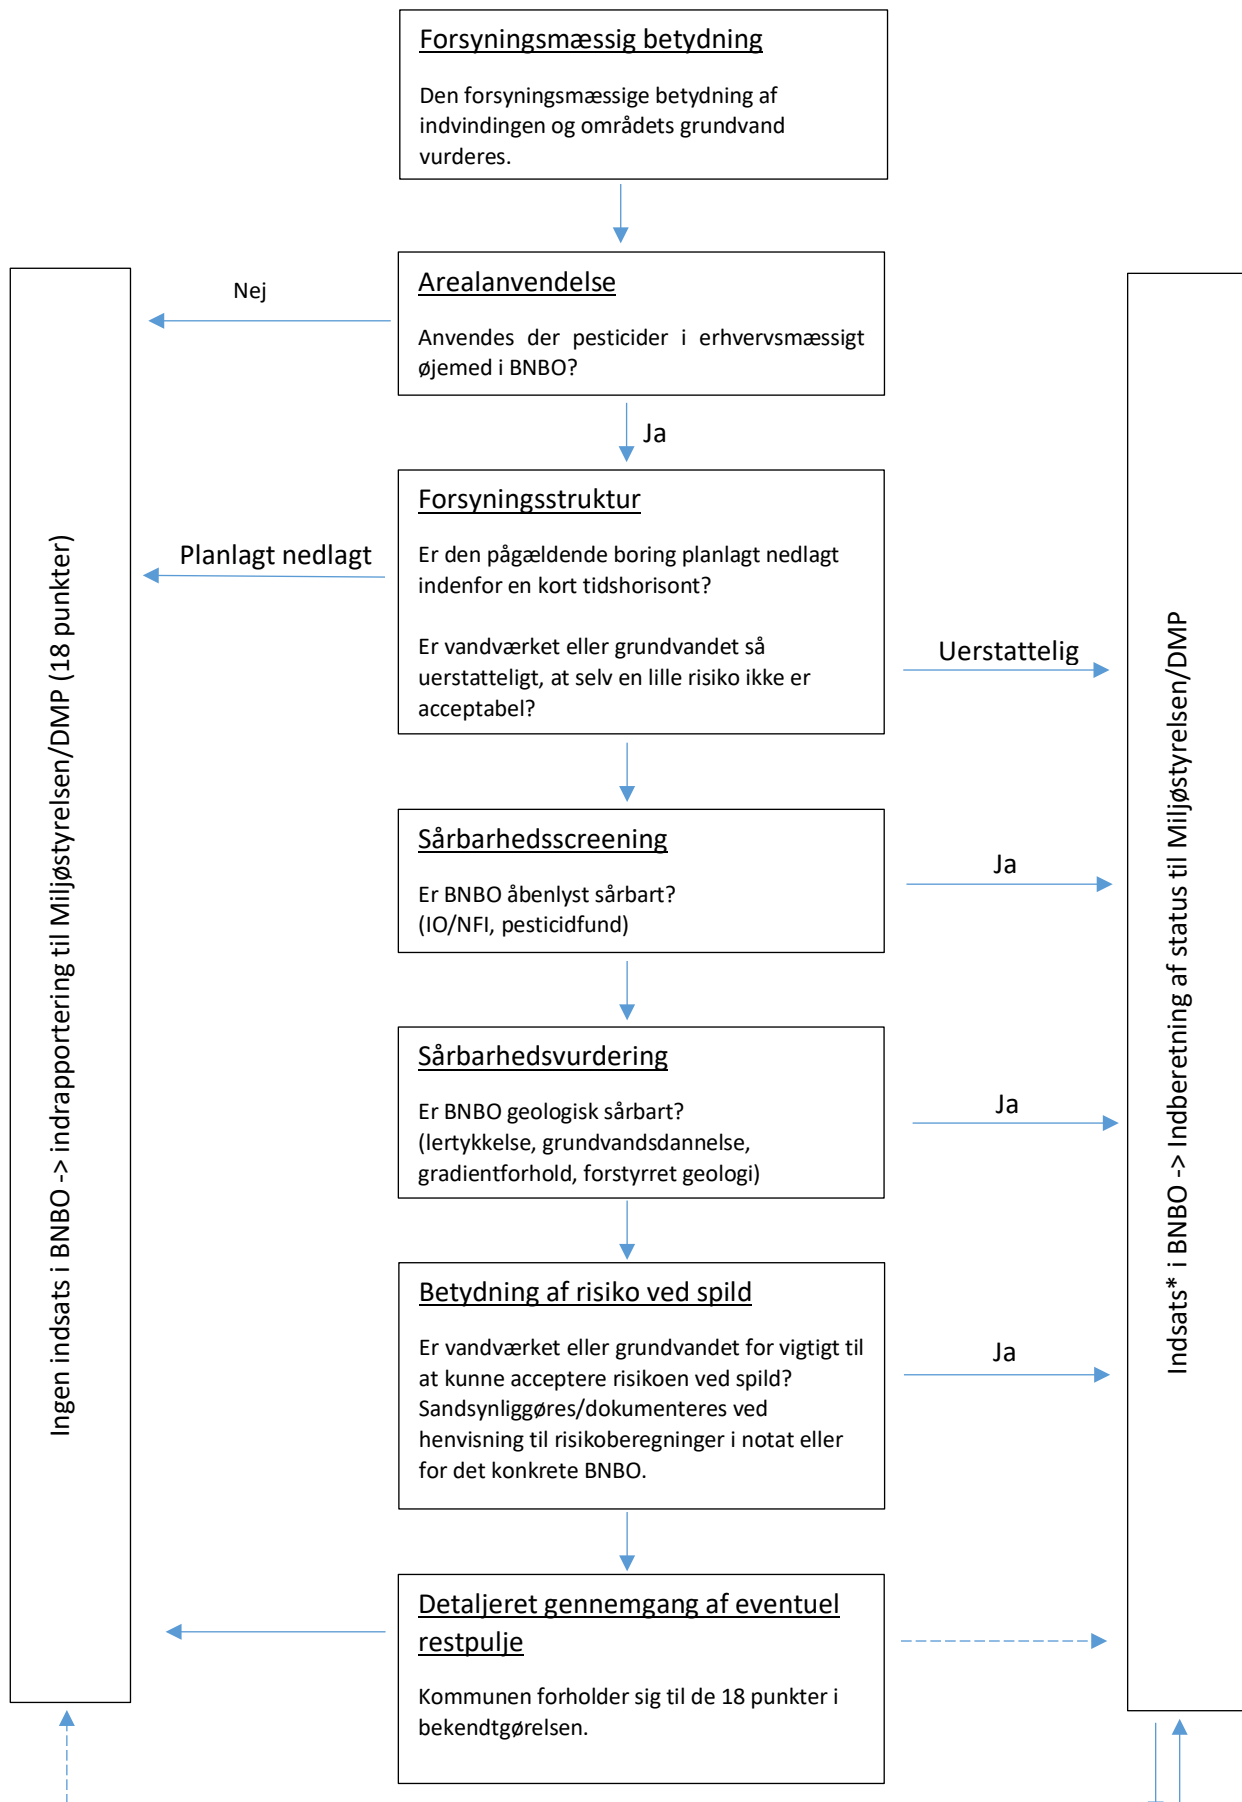 Forsyningsmæssig betydning
Den forsyningsmæssige betydning af
indvindingen og områdets grundvand
vurderes.
Arealanvendelse
Anvendes der pesticider i erhvervsmæssigt
øjemed i BNBO?
Nej
Ja
Forsyningsstruktur
Er den pågældende boring planlagt nedlagt
indenfor en kort tidshorisont?
Er vandværket eller grundvandet så
uerstatteligt, at selv en lille risiko ikke er
acceptabel?
Planlagt nedlagt
Uerstattelig
Sårbarhedsscreening
Er BNBO åbenlyst sårbart?
(IO/NFI, pesticidfund)
Ja
Sårbarhedsvurdering
Er BNBO geologisk sårbart?
(lertykkelse, grundvandsdannelse,
gradientforhold, forstyrret geologi)
Ja
Betydning af risiko ved spild
Er vandværket eller grundvandet for vigtigt til
at kunne acceptere risikoen ved spild?
Sandsynliggøres/dokumenteres ved
henvisning til risikoberegninger i notat eller
for det konkrete BNBO.
Ja
Detaljeret gennemgang af eventuel
restpulje
Kommunen forholder sig til de 18 punkter i
bekendtgørelsen.
Ingen indsats i BNBO -> indrapportering til Miljøstyrelsen/DMP (18 punkter)
Indsats* i BNBO -> Indberetning af status til Miljøstyrelsen/DMP